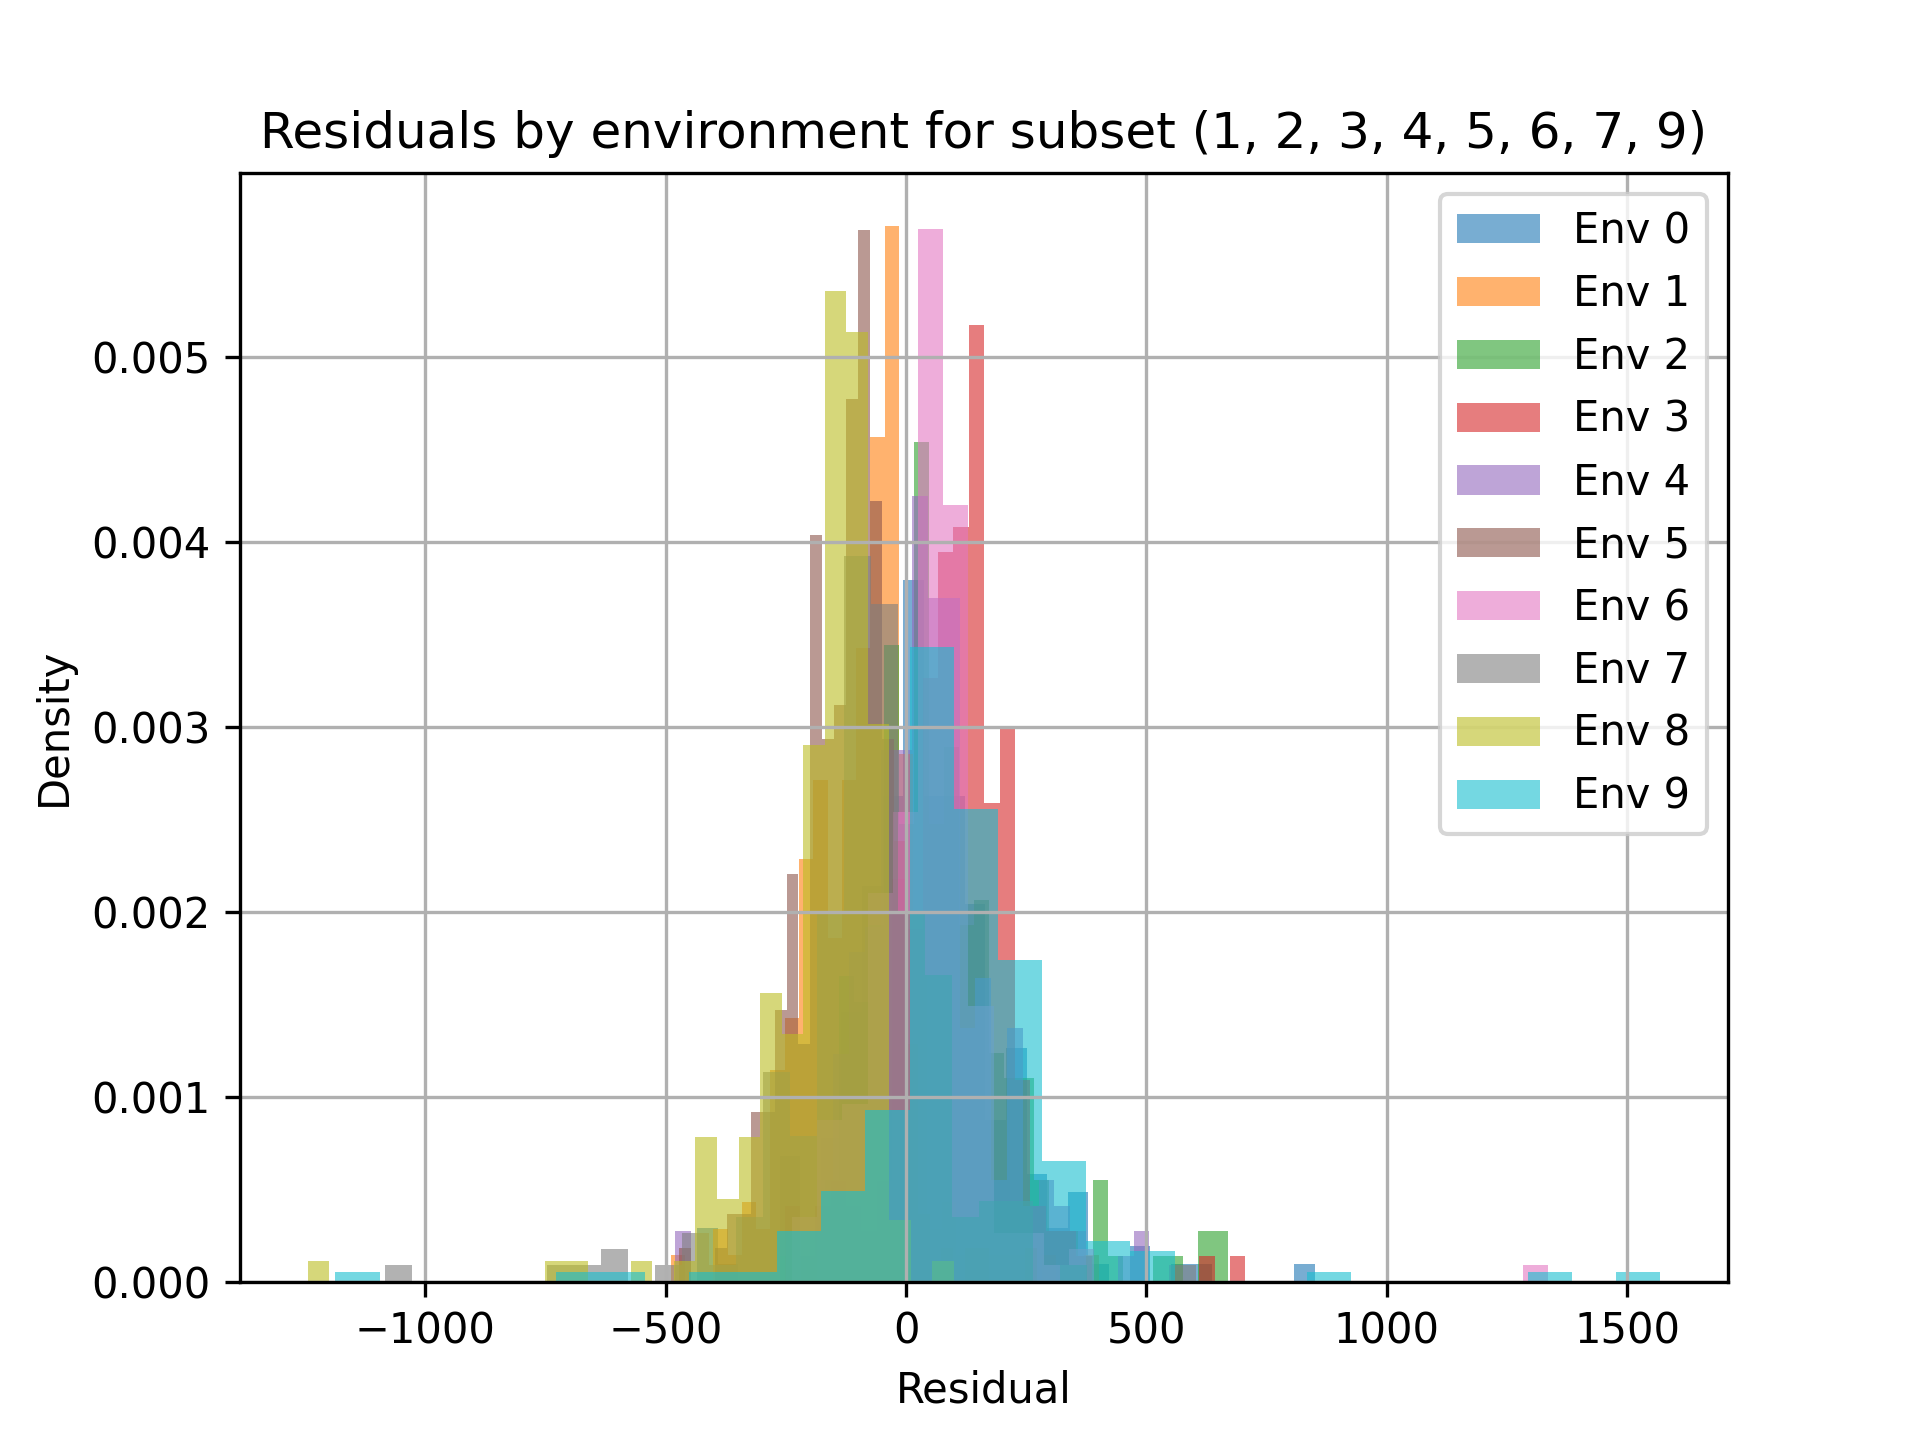 Residuals by environment for subset (1, 2, 3, 4, 5, 6, 7, 9)
Env 0
Env 1
Env 2
Env 3
Env 4
Env 5
Env 6
Env 7
Env 8
Env 9
Density
0.005
0.004
0.003
0.002
0.001
0.000
−1000 −500 0 500 1000 1500
Residual